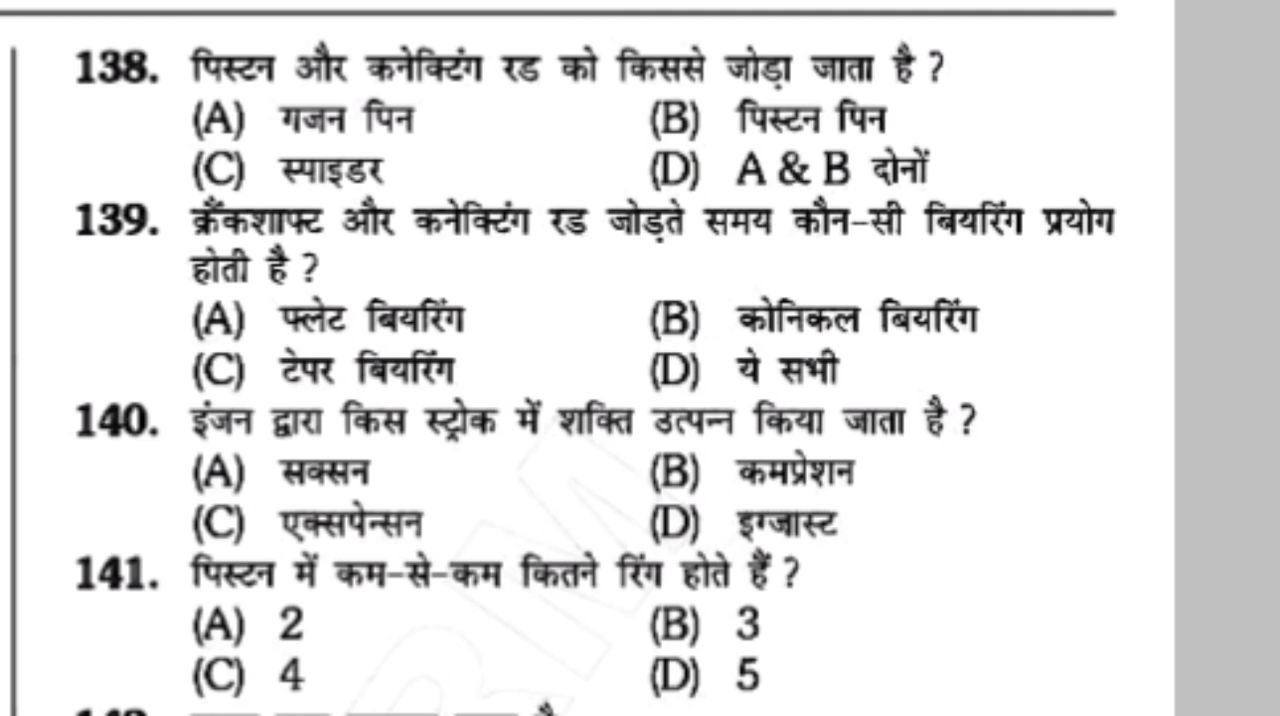 138. पिस्टन और कनेक्टिंग रड को किससे जोड़ा जाता है ?
(A) गजन पिन (B) पिस्टन पिन
(C) स्पाइडर (D) A & B दोनों
139. क्रैंकशाफ्ट और कनेक्टिंग रड जोड़ते समय कौन-सी बियरिंग प्रयोग
होती है ?
(A) फ्लेट बियरिंग (B) कोनिकल बियरिंग
(C) टेपर बियरिंग (D) ये सभी
140. इंजन द्वारा किस स्ट्रोक में शक्ति उत्पन्न किया जाता है ?
(A) सक्सन (B) कमप्रेशन
(C) एक्सपेन्सन (D) इग्जास्ट
141. पिस्टन में कम-से-कम कितने रिंग होते हैं ?
(A) 2 (B) 3
(C) 4 (D) 5